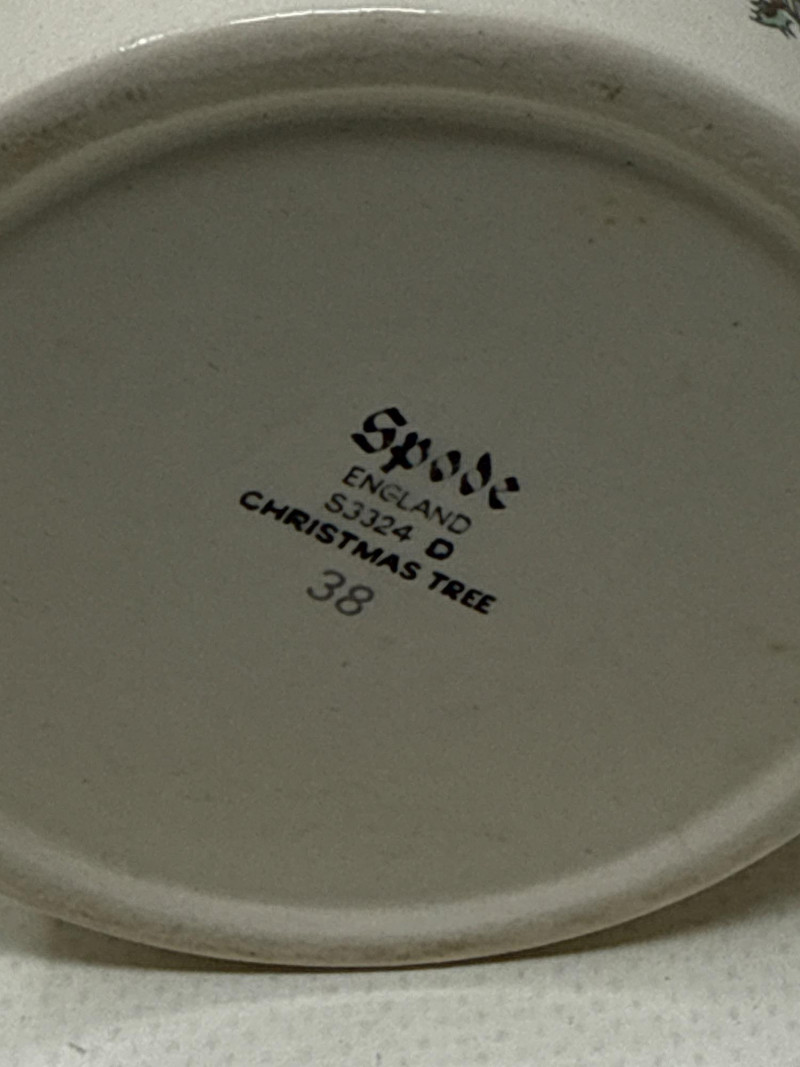 Spode
ENGLAND
S3324 D
CHRISTMAS TREE
38